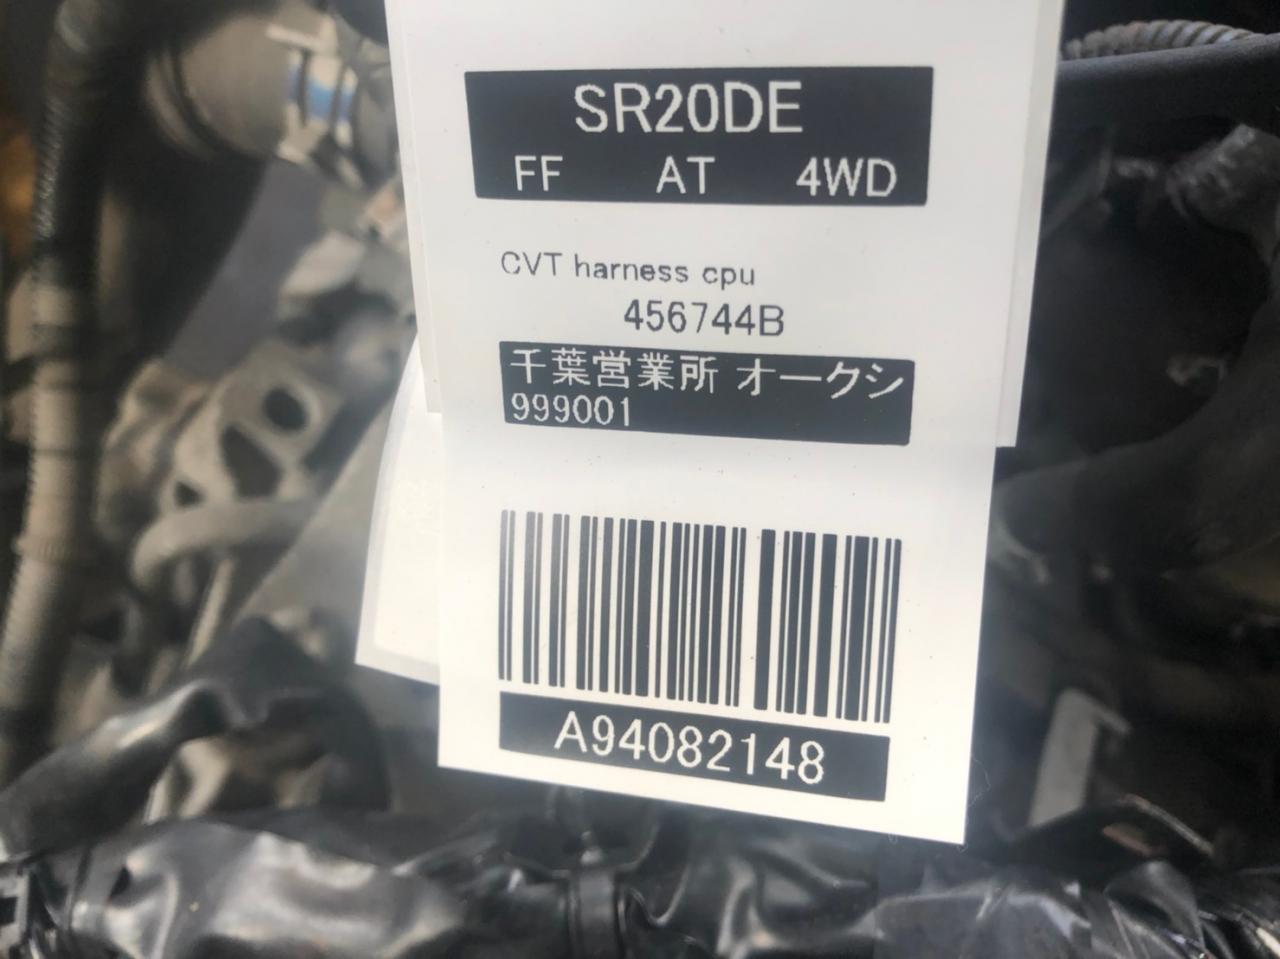 SR20DE
FF AT 4WD
CVT harness cpu
456744B
千葉営業所 オークシ
999001
A94082148